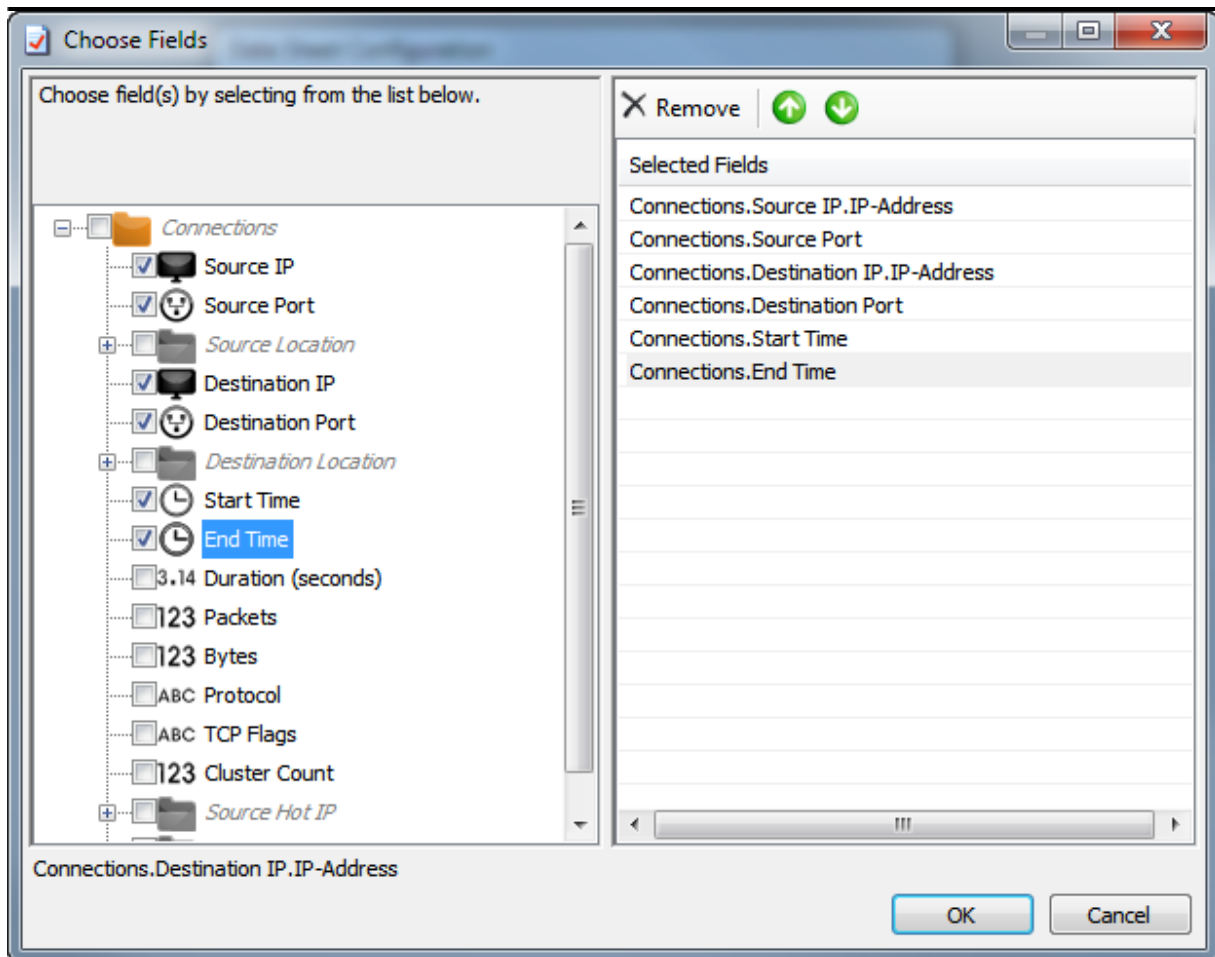 Choose Fields
Choose field(s) by selecting from the list below.
Connections
Source IP
Source Port
Source Location
Destination IP
Destination Port
Destination Location
Start Time
End Time
3.14 Duration (seconds)
123 Packets
123 Bytes
ABC Protocol
ABC TCP Flags
123 Cluster Count
Source Hot IP
Remove
Selected Fields
Connections.Source IP.IP-Address
Connections.Source Port
Connections.Destination IP.IP-Address
Connections.Destination Port
Connections.Start Time
Connections.End Time
Connections.Destination IP.IP-Address
OK
Cancel